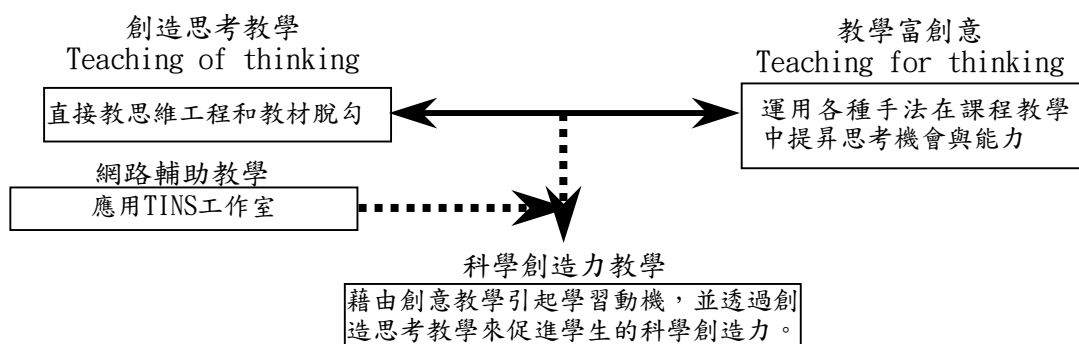 創造思考教學
Teaching of thinking
直接教思維工程和教材脫勾
教學富創意
Teaching for thinking
運用各種手法在課程教學
中提昇思考機會與能力
網路輔助教學
應用TINS工作室
科學創造力教學
藉由創意教學引起學習動機，並透過創
造思考教學來促進學生的科學創造力。